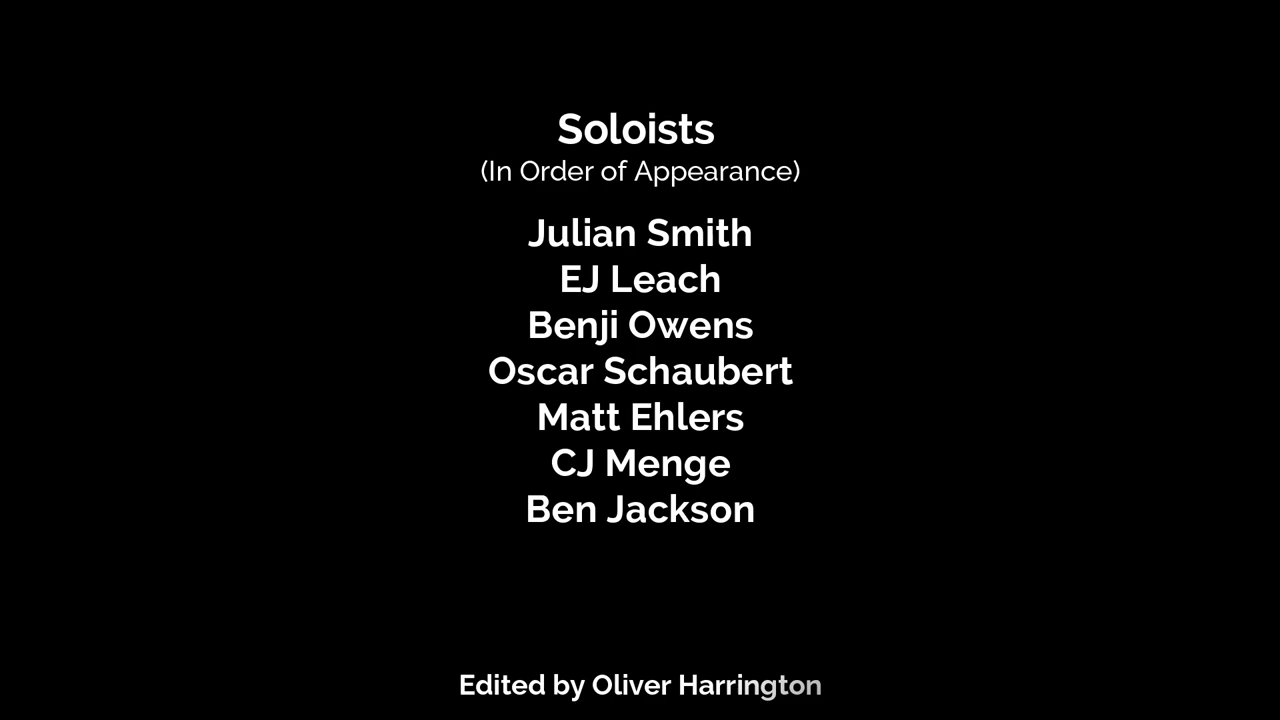 Soloists
(In Order of Appearance)
Julian Smith
EJ Leach
Benji Owens
Oscar Schaubert
Matt Ehlers
CJ Menge
Ben Jackson
Edited by Oliver Harrington